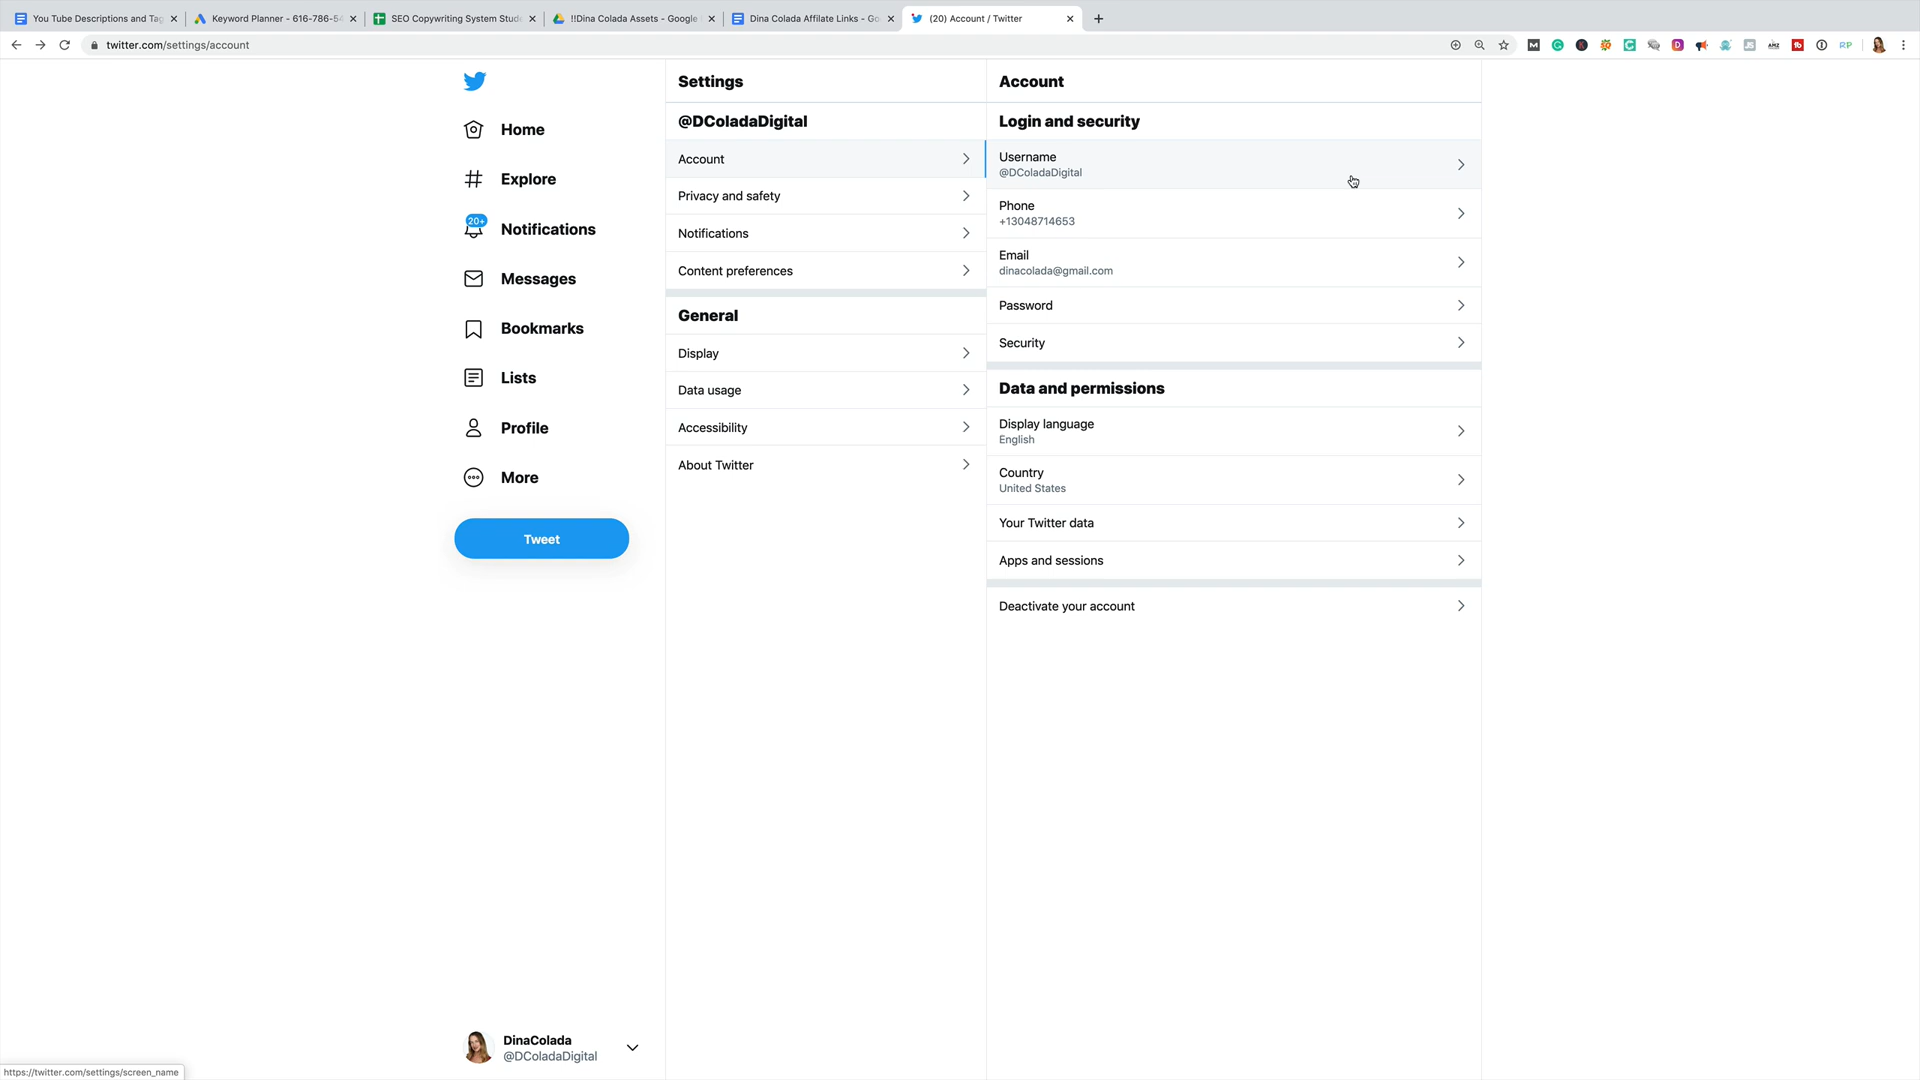 You Tube Descriptions and Tag
Keyword Planner - 616-786-54
SEO Copywriting System Stude
!!Dina Colada Assets - Google
Dina Colada Affilate Links - Go
(20) Account / Twitter
twitter.com/settings/account
Home
Explore
20+
Notifications
Messages
Bookmarks
Lists
Profile
More
Tweet
DinaColada
@DColadaDigital
Settings
@DColadaDigital
Account
Privacy and safety
Notifications
Content preferences
General
Display
Data usage
Accessibility
About Twitter
Account
Login and security
Username
@DColadaDigital
Phone
+13048714653
Email
dinacolada@gmail.com
Password
Security
Data and permissions
Display language
English
Country
United States
Your Twitter data
Apps and sessions
Deactivate your account
https://twitter.com/settings/screen_name